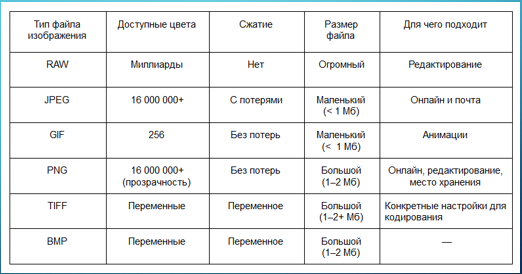 Тип файла изображения Доступные цвета Сжатие Размер файла Для чего подходит
RAW Миллиарды Нет Огромный Редактирование
JPEG 16 000 000+ С потерями Маленький (< 1 Мб) Онлайн и почта
GIF 256 Без потерь Маленький (< 1 Мб) Анимации
PNG 16 000 000+ (прозрачность) Без потерь Большой (1–2 Мб) Онлайн, редактирование, место хранения
TIFF Переменные Переменное Большой (1–2+ Мб) Конкретные настройки для кодирования
BMP Переменные Переменное Большой (1–2 Мб) —